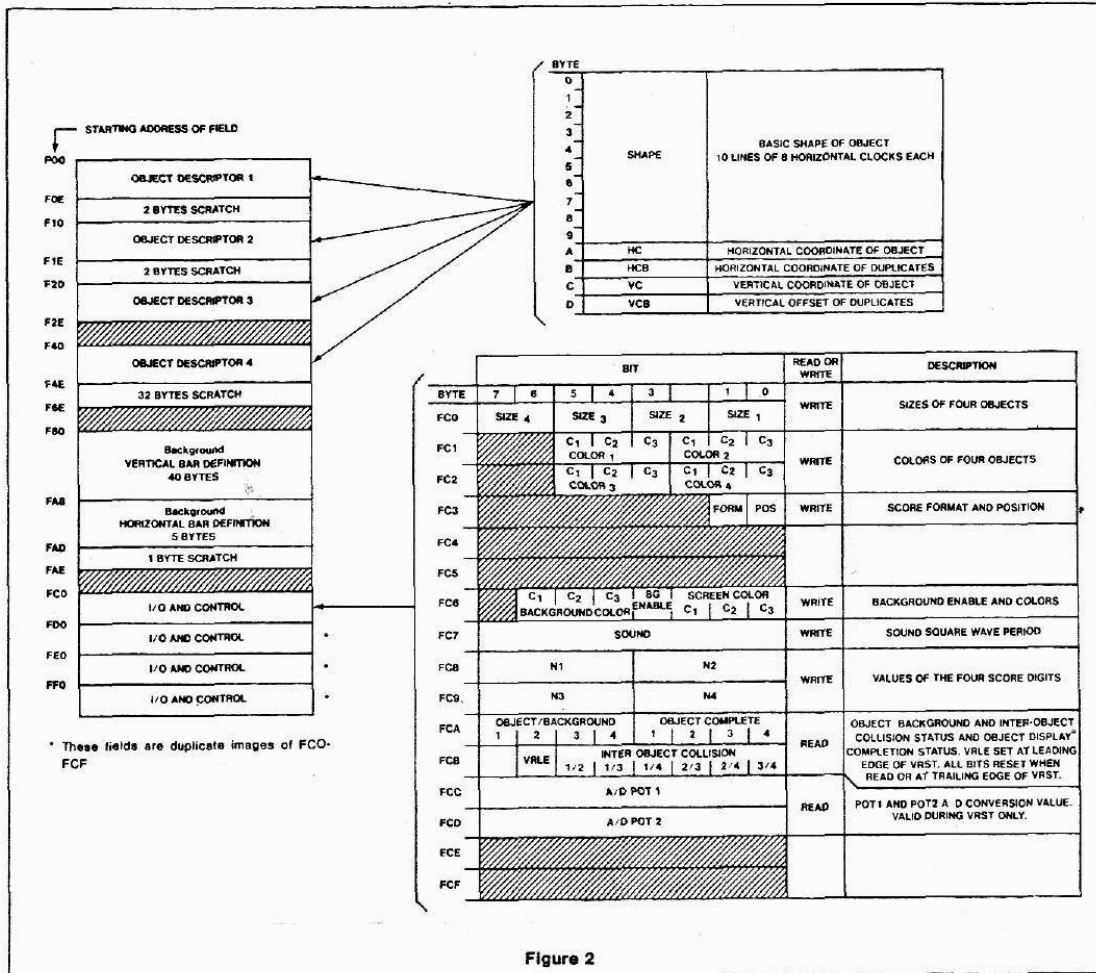 STARTING ADDRESS OF FIELD
F00
OBJECT DESCRIPTOR 1
F0E
2 BYTES SCRATCH
F10
OBJECT DESCRIPTOR 2
F1E
2 BYTES SCRATCH
F20
OBJECT DESCRIPTOR 3
F2E
F40
OBJECT DESCRIPTOR 4
F4E
32 BYTES SCRATCH
F6E
F80
Background
VERTICAL BAR DEFINITION
40 BYTES
FA8
Background
HORIZONTAL BAR DEFINITION
5 BYTES
FAD
1 BYTE SCRATCH
FAE
FC0
I/O AND CONTROL
FD0
I/O AND CONTROL *
FE0
I/O AND CONTROL *
FF0
I/O AND CONTROL *
* These fields are duplicate images of FC0-
FCF
BYTE
0
1
2
3
4
5
6
7
8
9
SHAPE
BASIC SHAPE OF OBJECT
10 LINES OF 8 HORIZONTAL CLOCKS EACH
A HC HORIZONTAL COORDINATE OF OBJECT
B HCB HORIZONTAL COORDINATE OF DUPLICATES
C VC VERTICAL COORDINATE OF OBJECT
D VCB VERTICAL OFFSET OF DUPLICATES
BIT READ OR WRITE DESCRIPTION
BYTE 7 6 5 4 3 1 0
FC0 SIZE 4 SIZE 3 SIZE 2 SIZE 1 WRITE SIZES OF FOUR OBJECTS
FC1 C1 C2 C3 C1 C2 C3
COLOR 1 COLOR 2
FC2 C1 C2 C3 C1 C2 C3
COLOR 3 COLOR 4
WRITE COLORS OF FOUR OBJECTS
FC3 FORM POS WRITE SCORE FORMAT AND POSITION
FC4
FC5
FC6 C1 C2 C3 BG ENABLE SCREEN COLOR
BACKGROUND COLOR C1 C2 C3
WRITE BACKGROUND ENABLE AND COLORS
FC7 SOUND WRITE SOUND SQUARE WAVE PERIOD
FC8 N1 N2
FC9 N3 N4
WRITE VALUES OF THE FOUR SCORE DIGITS
FCA OBJECT/BACKGROUND OBJECT COMPLETE
1 2 3 4 1 2 3 4
FCB VRLE INTER OBJECT COLLISION
1/2 1/3 1/4 2/3 2/4 3/4
READ
OBJECT BACKGROUND AND INTER-OBJECT
COLLISION STATUS AND OBJECT DISPLAY
COMPLETION STATUS. VRLE SET AT LEADING
EDGE OF VRST. ALL BITS RESET WHEN
READ OR AT TRAILING EDGE OF VRST.
FCC A/D POT 1
FCD A/D POT 2
READ
POT1 AND POT2 A D CONVERSION VALUE.
VALID DURING VRST ONLY.
FCE
FCF
Figure 2